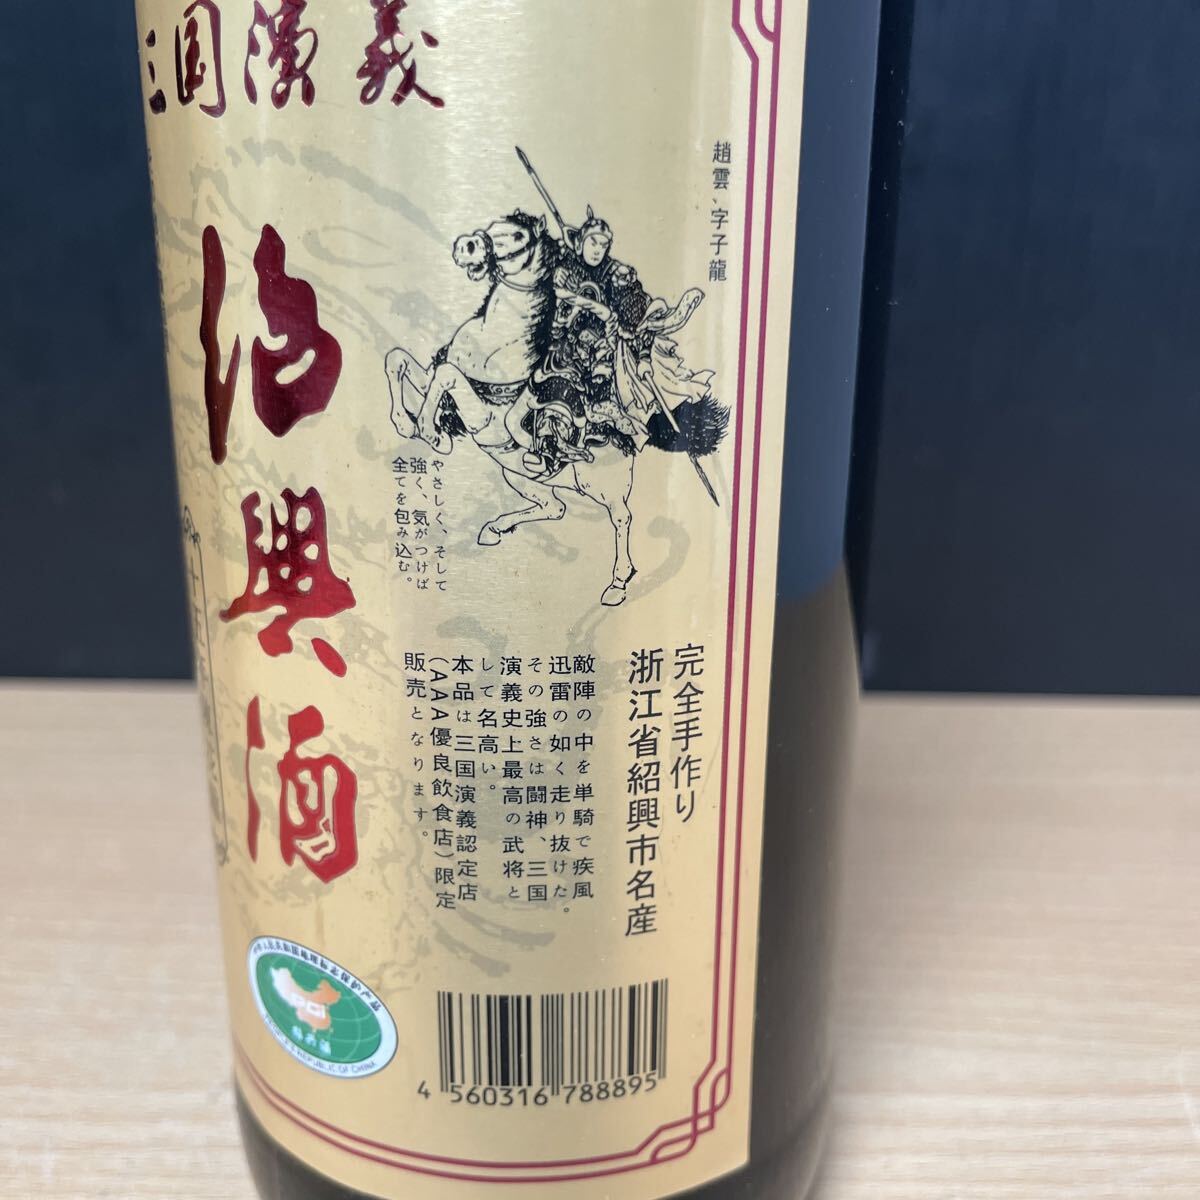 三国演義
紹興酒
趙雲、字子龍
やさしく、そして
強く、気がつけば
全てを包み込む。
完全手作り
浙江省紹興市名産
敵陣の中を単騎で疾風
迅雷の如く走り抜けた。
その強さは闘神、三国
演義史上最高の武将と
して名高い。
本品は三国演義認定店
(AAA優良飲食店)限定
販売となります。
4 560316 788895